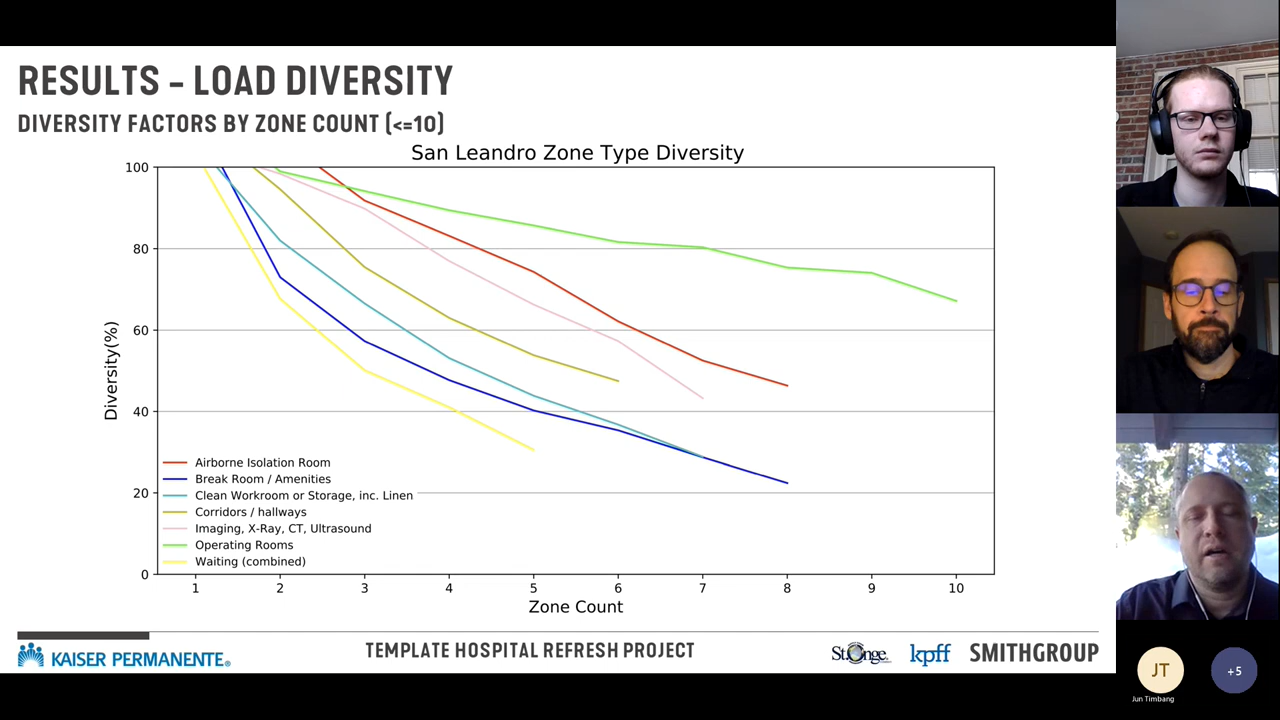 RESULTS - LOAD DIVERSITY
DIVERSITY FACTORS BY ZONE COUNT (<=10)
San Leandro Zone Type Diversity
100
80
60
40
20
0
Diversity(%)
Airborne Isolation Room
Break Room / Amenities
Clean Workroom or Storage, inc. Linen
Corridors / hallways
Imaging, X-Ray, CT, Ultrasound
Operating Rooms
Waiting (combined)
1 2 3 4 5 6 7 8 9 10
Zone Count
KAISER PERMANENTE®
TEMPLATE HOSPITAL REFRESH PROJECT
St.Onge
kpff
SMITHGROUP
JT
+5
Jun Timbang